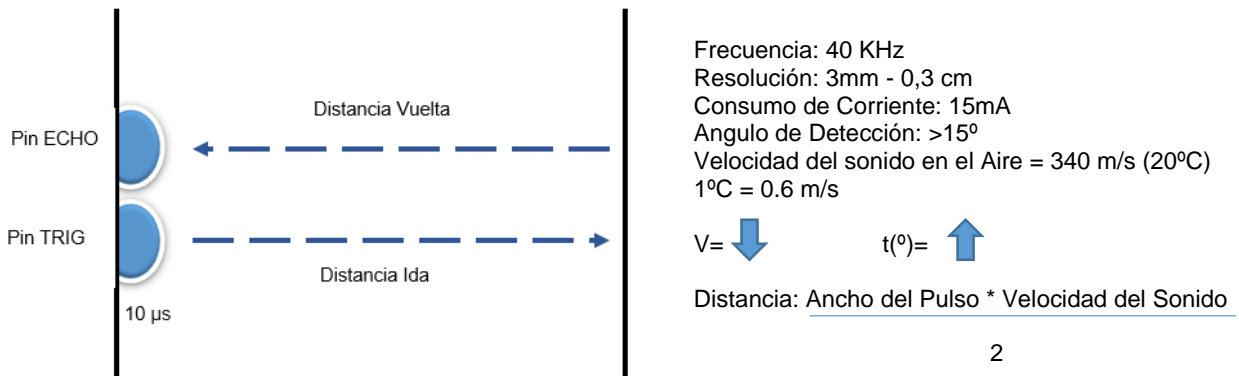 Pin ECHO
Distancia Vuelta
Pin TRIG
Distancia Ida
10 µs
Frecuencia: 40 KHz
Resolución: 3mm - 0,3 cm
Consumo de Corriente: 15mA
Angulo de Detección: >15º
Velocidad del sonido en el Aire = 340 m/s (20ºC)
1ºC = 0.6 m/s
V= t(º)=
Distancia: Ancho del Pulso * Velocidad del Sonido
2